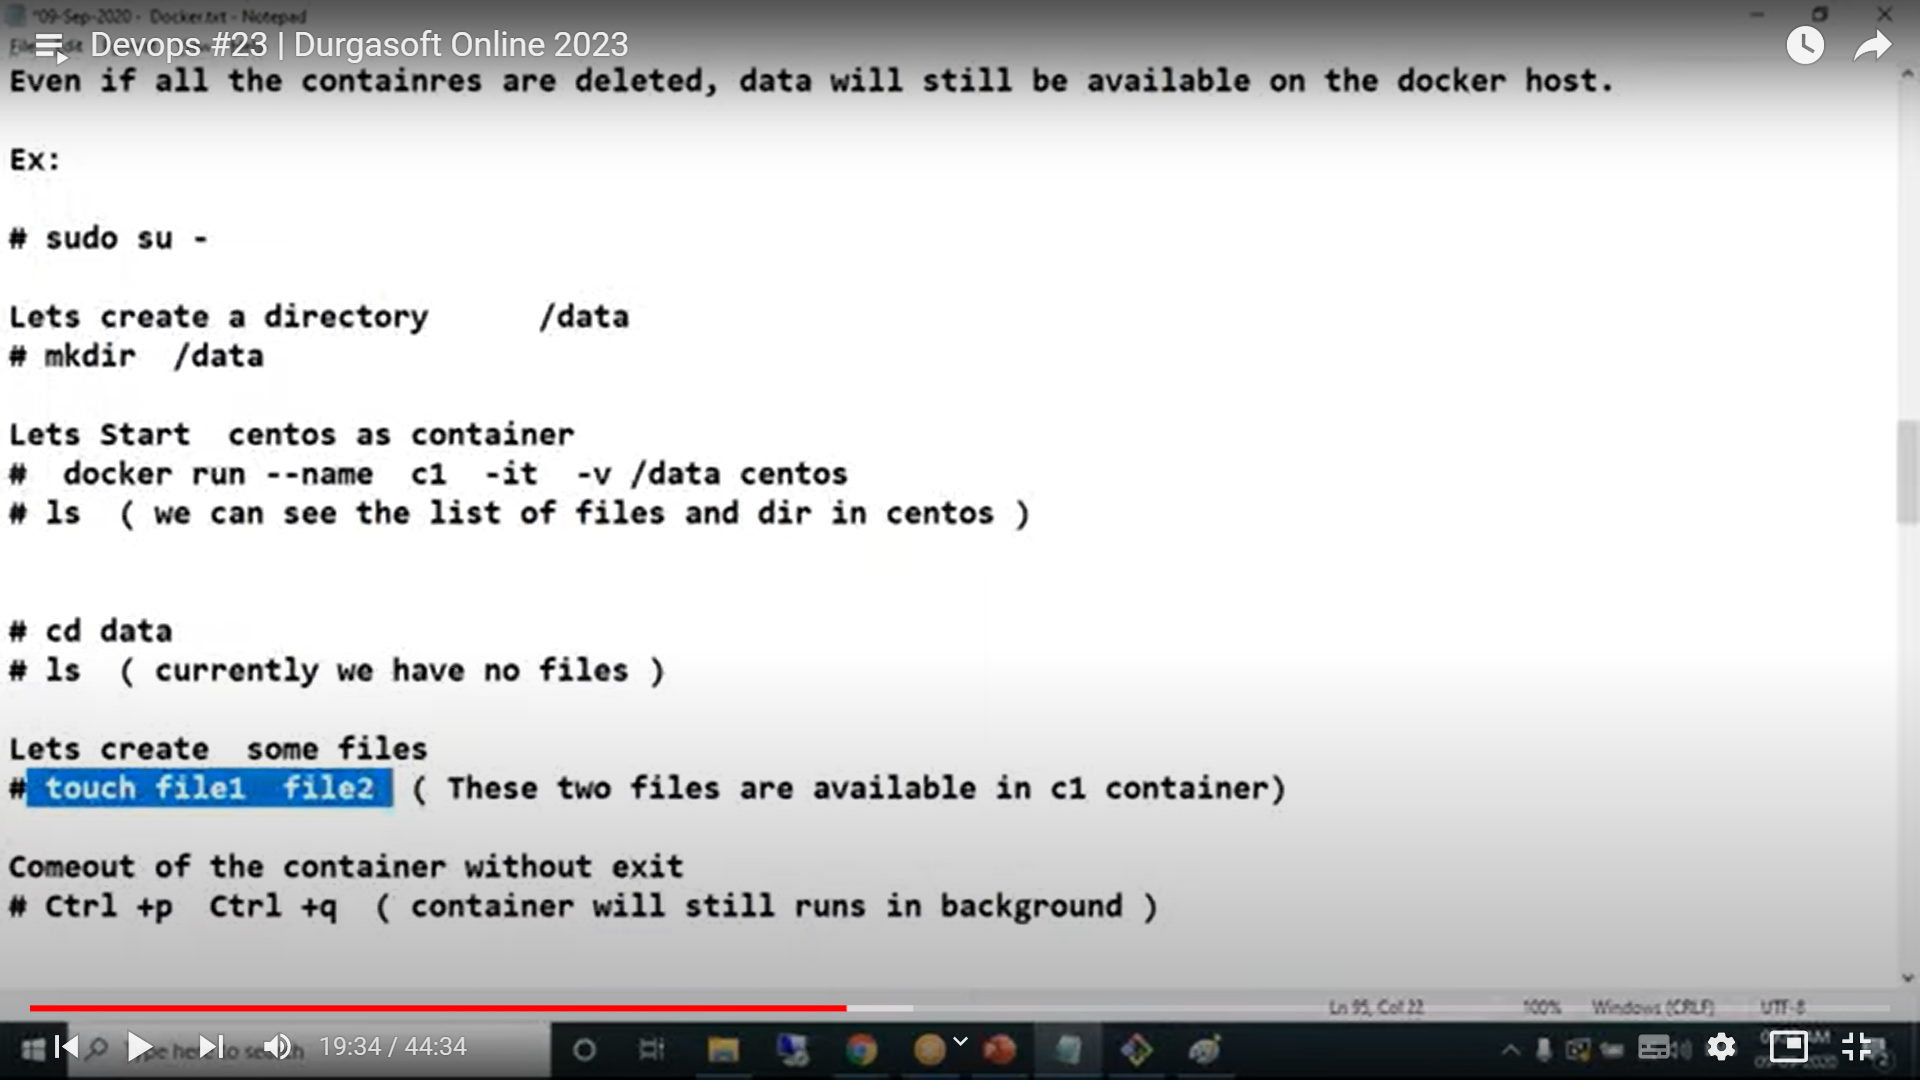 *09-Sep-2020 - Docker.txt - Notepad
Devops #23 | Durgasoft Online 2023
Even if all the containres are deleted, data will still be available on the docker host.
Ex:
# sudo su -
Lets create a directory /data
# mkdir /data
Lets Start centos as container
# docker run --name c1 -it -v /data centos
# ls ( we can see the list of files and dir in centos )
# cd data
# ls ( currently we have no files )
Lets create some files
# touch file1 file2 ( These two files are available in c1 container)
Comeout of the container without exit
# Ctrl +p Ctrl +q ( container will still runs in background )
Ln 95, Col 22 100% Windows (CRLF) UTF-8
19:34 / 44:34